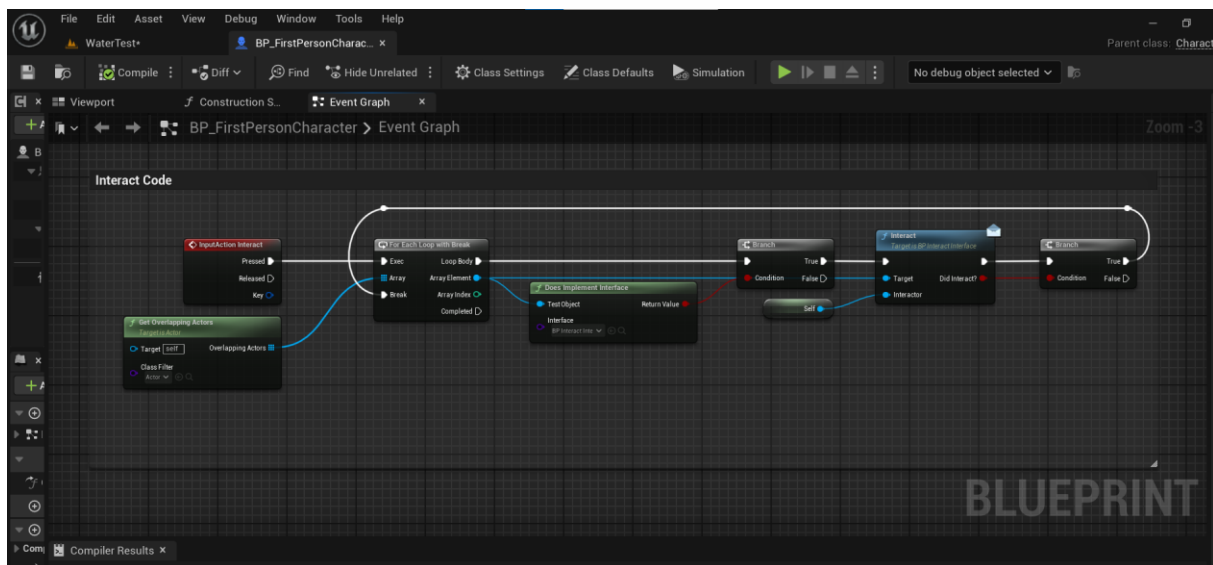 File Edit Asset View Debug Window Tools Help
WaterTest•
BP_FirstPersonCharac... ×
Parent class: Charact
Compile
Diff
Find
Hide Unrelated
Class Settings
Class Defaults
Simulation
No debug object selected
Viewport
Construction S...
Event Graph ×
BP_FirstPersonCharacter > Event Graph
Zoom -3
Interact Code
InputAction Interact
Pressed
Released
Key
Get Overlapping Actors
Target is Actor
Target self
Overlapping Actors
Class Filter
Actor
For Each Loop with Break
Exec
Loop Body
Array
Array Element
Break
Array Index
Completed
Does Implement Interface
Test Object
Return Value
Interface
BP Interact Inte
Branch
True
Condition
False
Self
Interact
Target is BP Interact Interface
Target
Did Interact?
Interactor
Branch
True
Condition
False
BLUEPRINT
B
Comp
Compiler Results ×